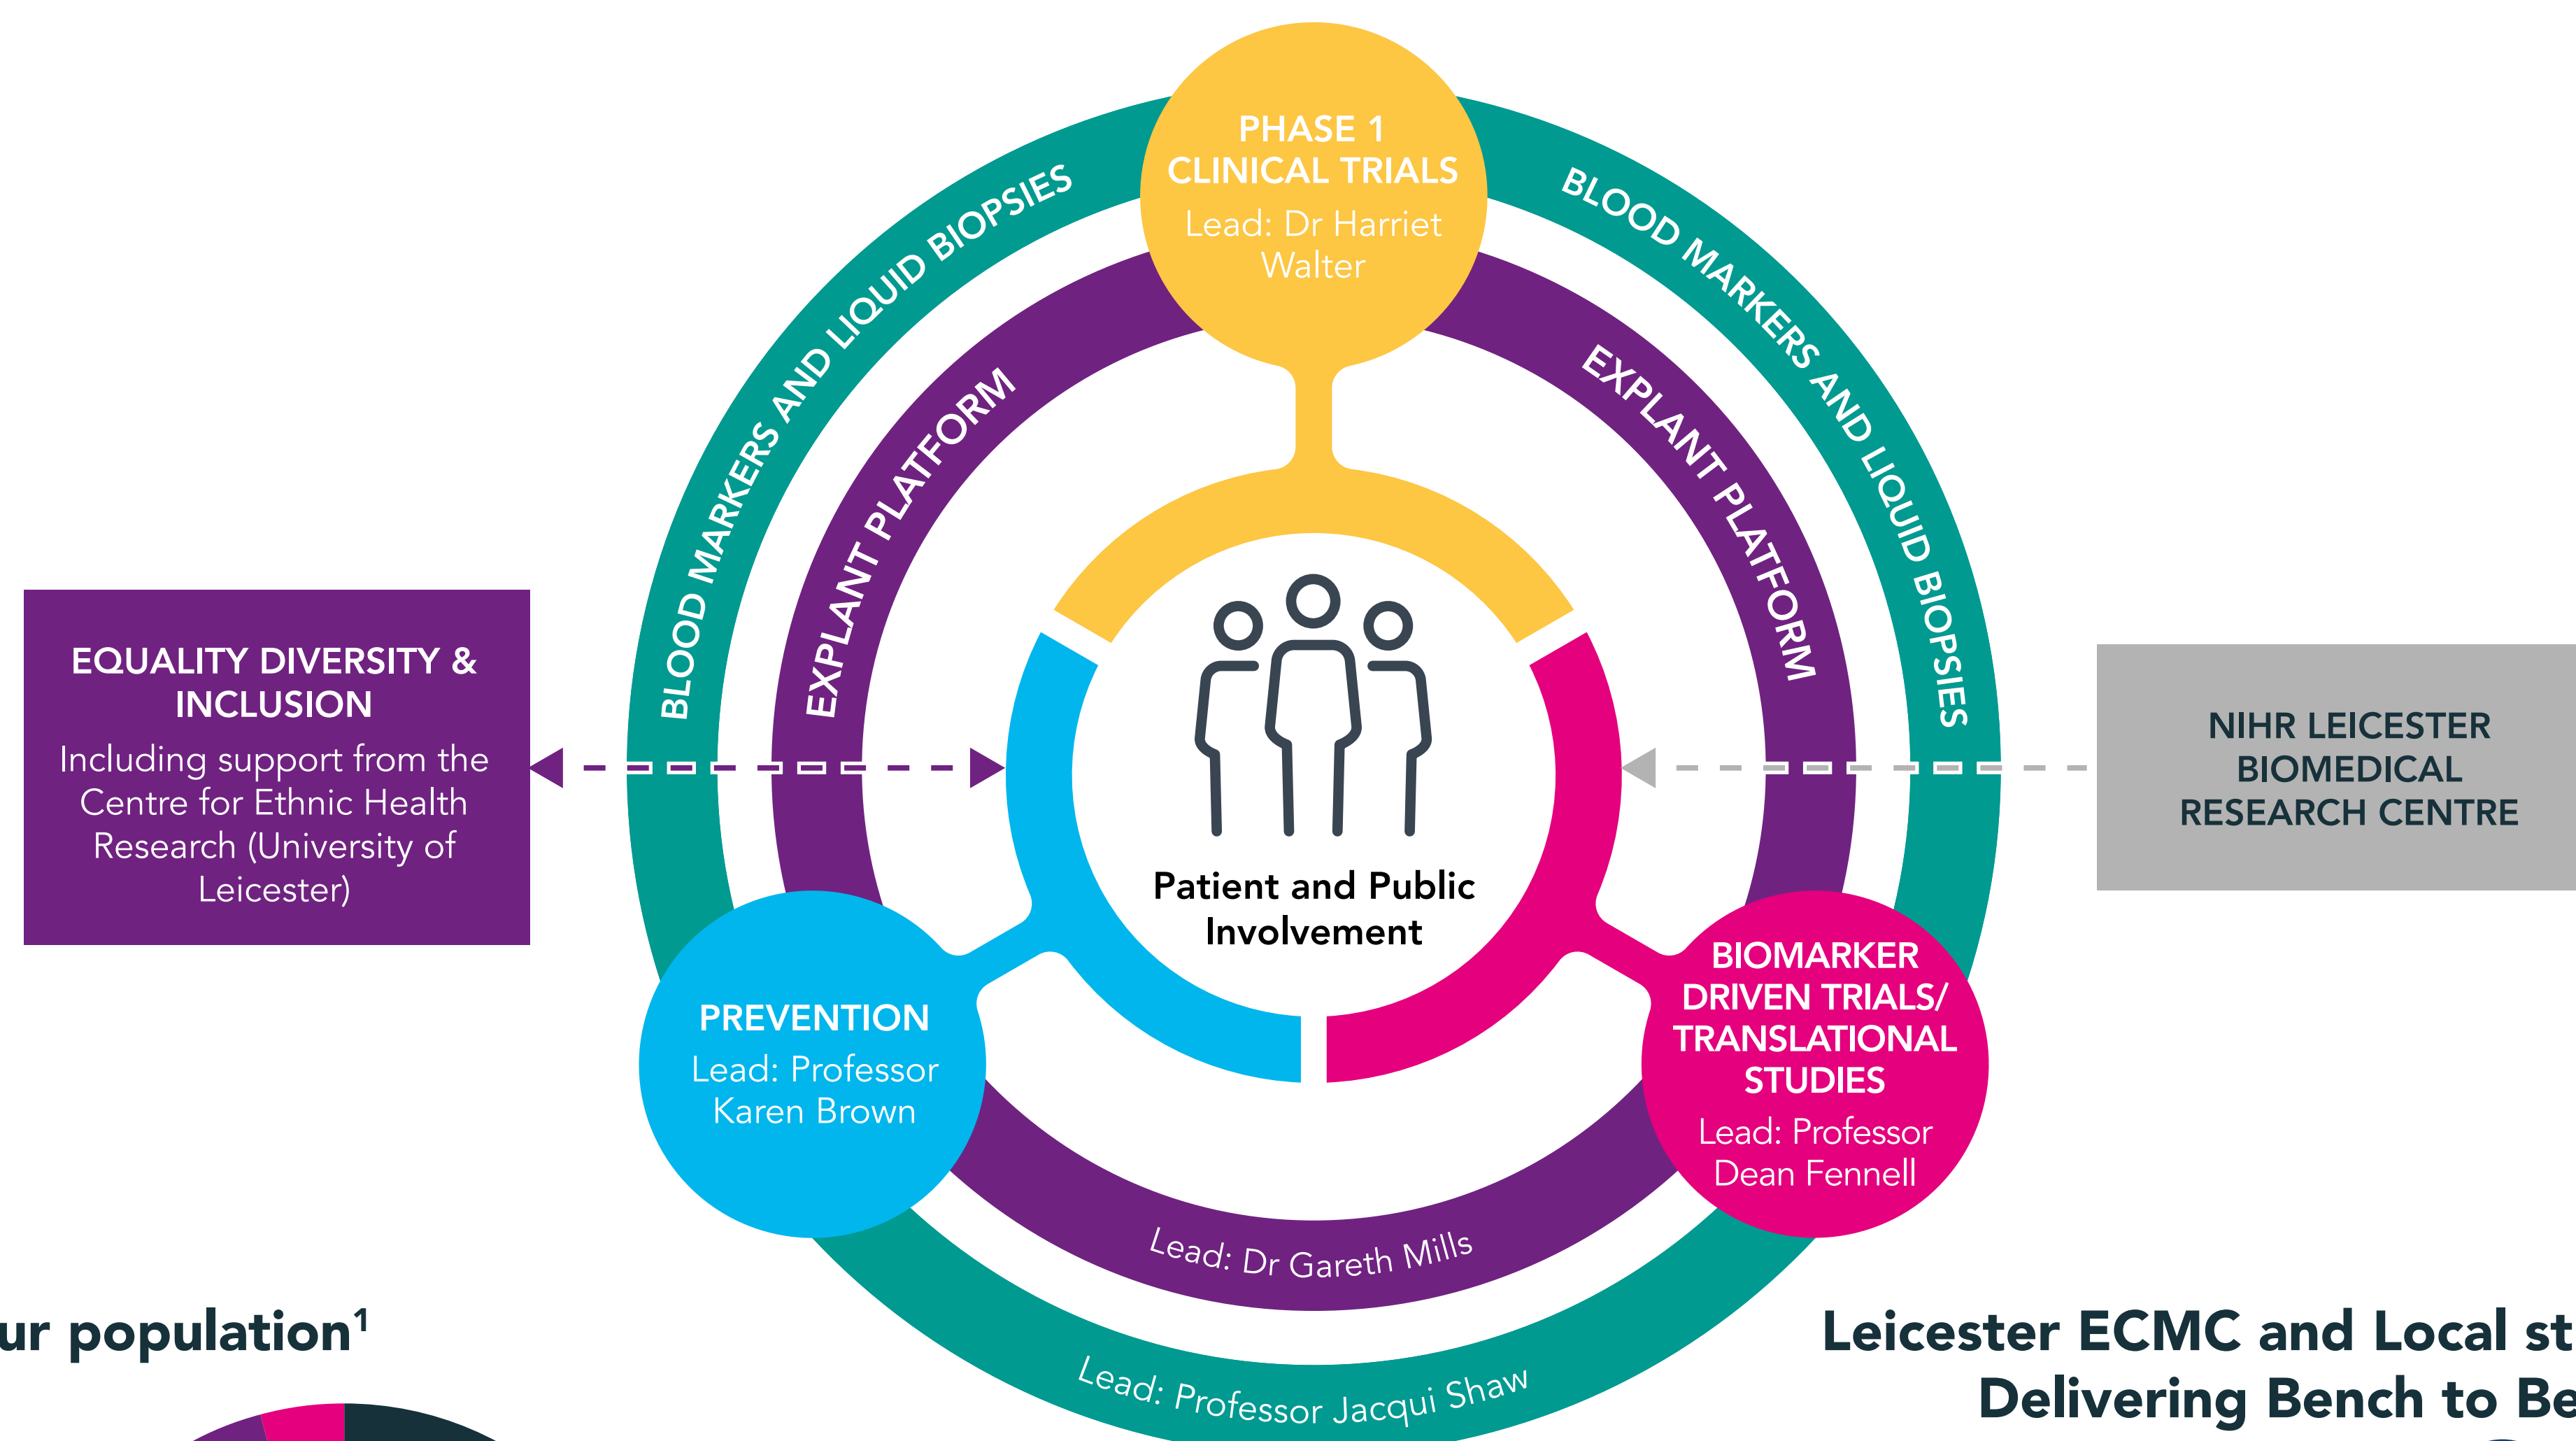 PHASE 1
CLINICAL TRIALS
Lead: Dr Harriet
Walter
BLOOD MARKERS AND LIQUID BIOPSIES
BLOOD MARKERS AND LIQUID BIOPSIES
EXPLANT PLATFORM
EXPLANT PLATFORM
EQUALITY DIVERSITY &
INCLUSION
Including support from the
Centre for Ethnic Health
Research (University of
Leicester)
NIHR LEICESTER
BIOMEDICAL
RESEARCH CENTRE
Patient and Public
Involvement
PREVENTION
Lead: Professor
Karen Brown
BIOMARKER
DRIVEN TRIALS/
TRANSLATIONAL
STUDIES
Lead: Professor
Dean Fennell
Lead: Dr Gareth Mills
Lead: Professor Jacqui Shaw
ur population¹
Leicester ECMC and Local st
Delivering Bench to Be